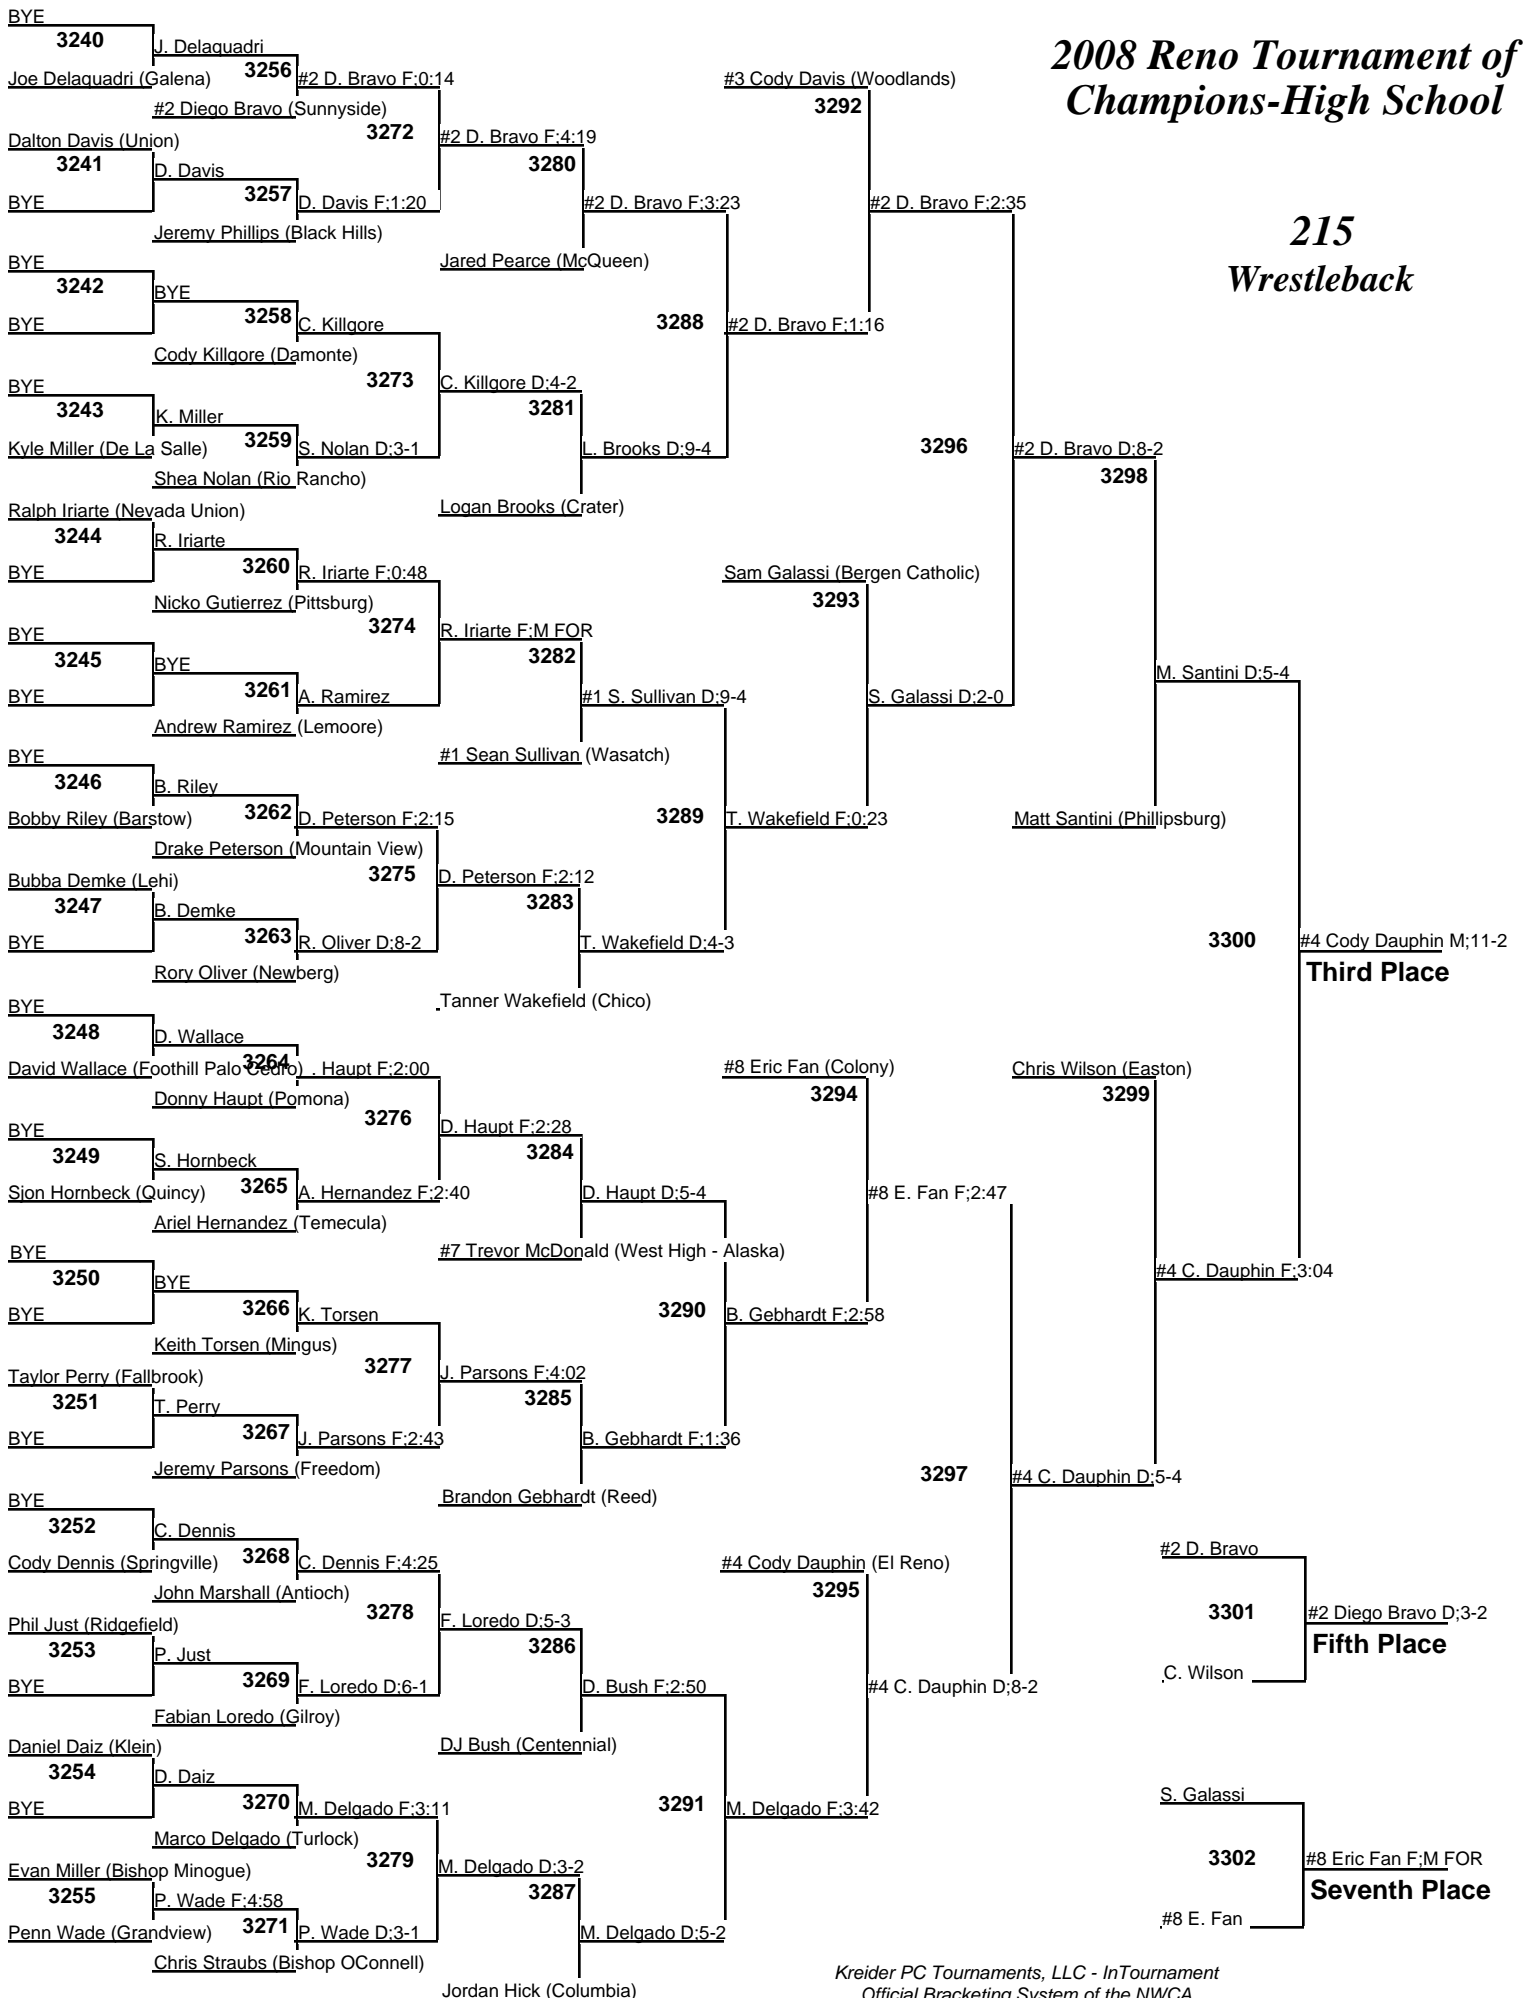 2008 Reno Tournament of
Champions-High School
215
Wrestleback
BYE
3240
J. Delaquadri
Joe Delaquadri (Galena)
3256
#2 D. Bravo F;0:14
#2 Diego Bravo (Sunnyside)
3272
#2 D. Bravo F;4:19
Dalton Davis (Union)
3241
D. Davis
BYE
3257
D. Davis F;1:20
Jeremy Phillips (Black Hills)
3280
#2 D. Bravo F;3:23
Jared Pearce (McQueen)
BYE
3242
BYE
BYE
3258
C. Killgore
Cody Killgore (Damonte)
3273
C. Killgore D;4-2
BYE
3243
K. Miller
Kyle Miller (De La Salle)
3259
S. Nolan D;3-1
Shea Nolan (Rio Rancho)
3281
L. Brooks D;9-4
Logan Brooks (Crater)
3288
#2 D. Bravo F;1:16
#3 Cody Davis (Woodlands)
3292
#2 D. Bravo F;2:35
Ralph Iriarte (Nevada Union)
3244
R. Iriarte
BYE
3260
R. Iriarte F;0:48
Nicko Gutierrez (Pittsburg)
3274
R. Iriarte F;M FOR
BYE
3245
BYE
BYE
3261
A. Ramirez
Andrew Ramirez (Lemoore)
3282
#1 S. Sullivan D;9-4
#1 Sean Sullivan (Wasatch)
BYE
3246
B. Riley
Bobby Riley (Barstow)
3262
D. Peterson F;2:15
Drake Peterson (Mountain View)
3275
D. Peterson F;2:12
Bubba Demke (Lehi)
3247
B. Demke
BYE
3263
R. Oliver D;8-2
Rory Oliver (Newberg)
3283
T. Wakefield D;4-3
Tanner Wakefield (Chico)
3289
T. Wakefield F;0:23
Sam Galassi (Bergen Catholic)
3293
S. Galassi D;2-0
3296
#2 D. Bravo D;8-2
3298
M. Santini D;5-4
Matt Santini (Phillipsburg)
BYE
3248
D. Wallace
David Wallace (Foothill Palo Cedro)
3264
. Haupt F;2:00
Donny Haupt (Pomona)
3276
D. Haupt F;2:28
BYE
3249
S. Hornbeck
Sjon Hornbeck (Quincy)
3265
A. Hernandez F;2:40
Ariel Hernandez (Temecula)
3284
D. Haupt D;5-4
#7 Trevor McDonald (West High - Alaska)
BYE
3250
BYE
BYE
3266
K. Torsen
Keith Torsen (Mingus)
3277
J. Parsons F;4:02
Taylor Perry (Fallbrook)
3251
T. Perry
BYE
3267
J. Parsons F;2:43
Jeremy Parsons (Freedom)
3285
B. Gebhardt F;1:36
Brandon Gebhardt (Reed)
3290
B. Gebhardt F;2:58
#8 Eric Fan (Colony)
3294
#8 E. Fan F;2:47
BYE
3252
C. Dennis
Cody Dennis (Springville)
3268
C. Dennis F;4:25
John Marshall (Antioch)
3278
F. Loredo D;5-3
Phil Just (Ridgefield)
3253
P. Just
BYE
3269
F. Loredo D;6-1
Fabian Loredo (Gilroy)
3286
D. Bush F;2:50
DJ Bush (Centennial)
Daniel Daiz (Klein)
3254
D. Daiz
BYE
3270
M. Delgado F;3:11
Marco Delgado (Turlock)
3279
M. Delgado D;3-2
Evan Miller (Bishop Minogue)
3255
P. Wade F;4:58
Penn Wade (Grandview)
3271
P. Wade D;3-1
Chris Straubs (Bishop OConnell)
3287
M. Delgado D;5-2
Jordan Hick (Columbia)
3291
M. Delgado F;3:42
#4 Cody Dauphin (El Reno)
3295
#4 C. Dauphin D;8-2
3297
#4 C. Dauphin D;5-4
Chris Wilson (Easton)
3299
#4 C. Dauphin F;3:04
3300
#4 Cody Dauphin M;11-2
Third Place
#2 D. Bravo
3301
#2 Diego Bravo D;3-2
Fifth Place
C. Wilson
S. Galassi
3302
#8 Eric Fan F;M FOR
Seventh Place
#8 E. Fan
Kreider PC Tournaments, LLC - InTournament
Official Bracketing System of the NWCA